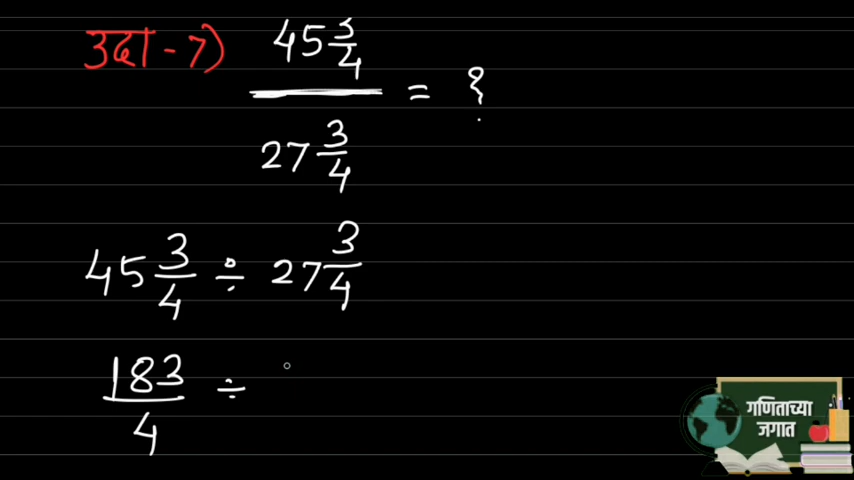 उदा - 7) 45 3/4
= ?
27 3/4
45 3/4 ÷ 27 3/4
183/4 ÷
गणिताच्या
जगात